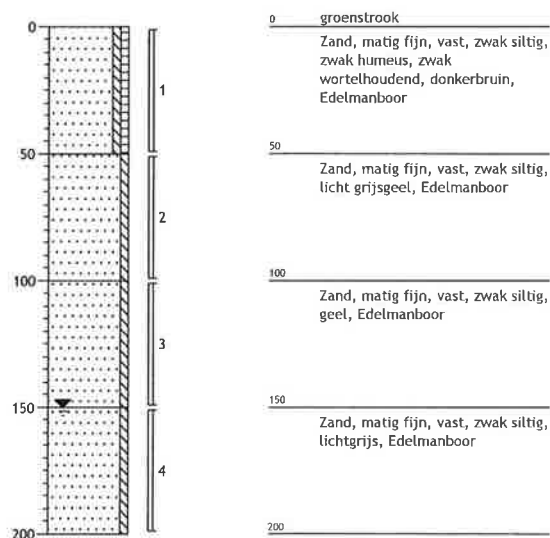 0
50
100
150
200
1
2
3
4
0 groenstrook
Zand, matig fijn, vast, zwak siltig,
zwak humeus, zwak
wortelhoudend, donkerbruin,
Edelmanboor
50
Zand, matig fijn, vast, zwak siltig,
licht grijsgeel, Edelmanboor
100
Zand, matig fijn, vast, zwak siltig,
geel, Edelmanboor
150
Zand, matig fijn, vast, zwak siltig,
lichtgrijs, Edelmanboor
200